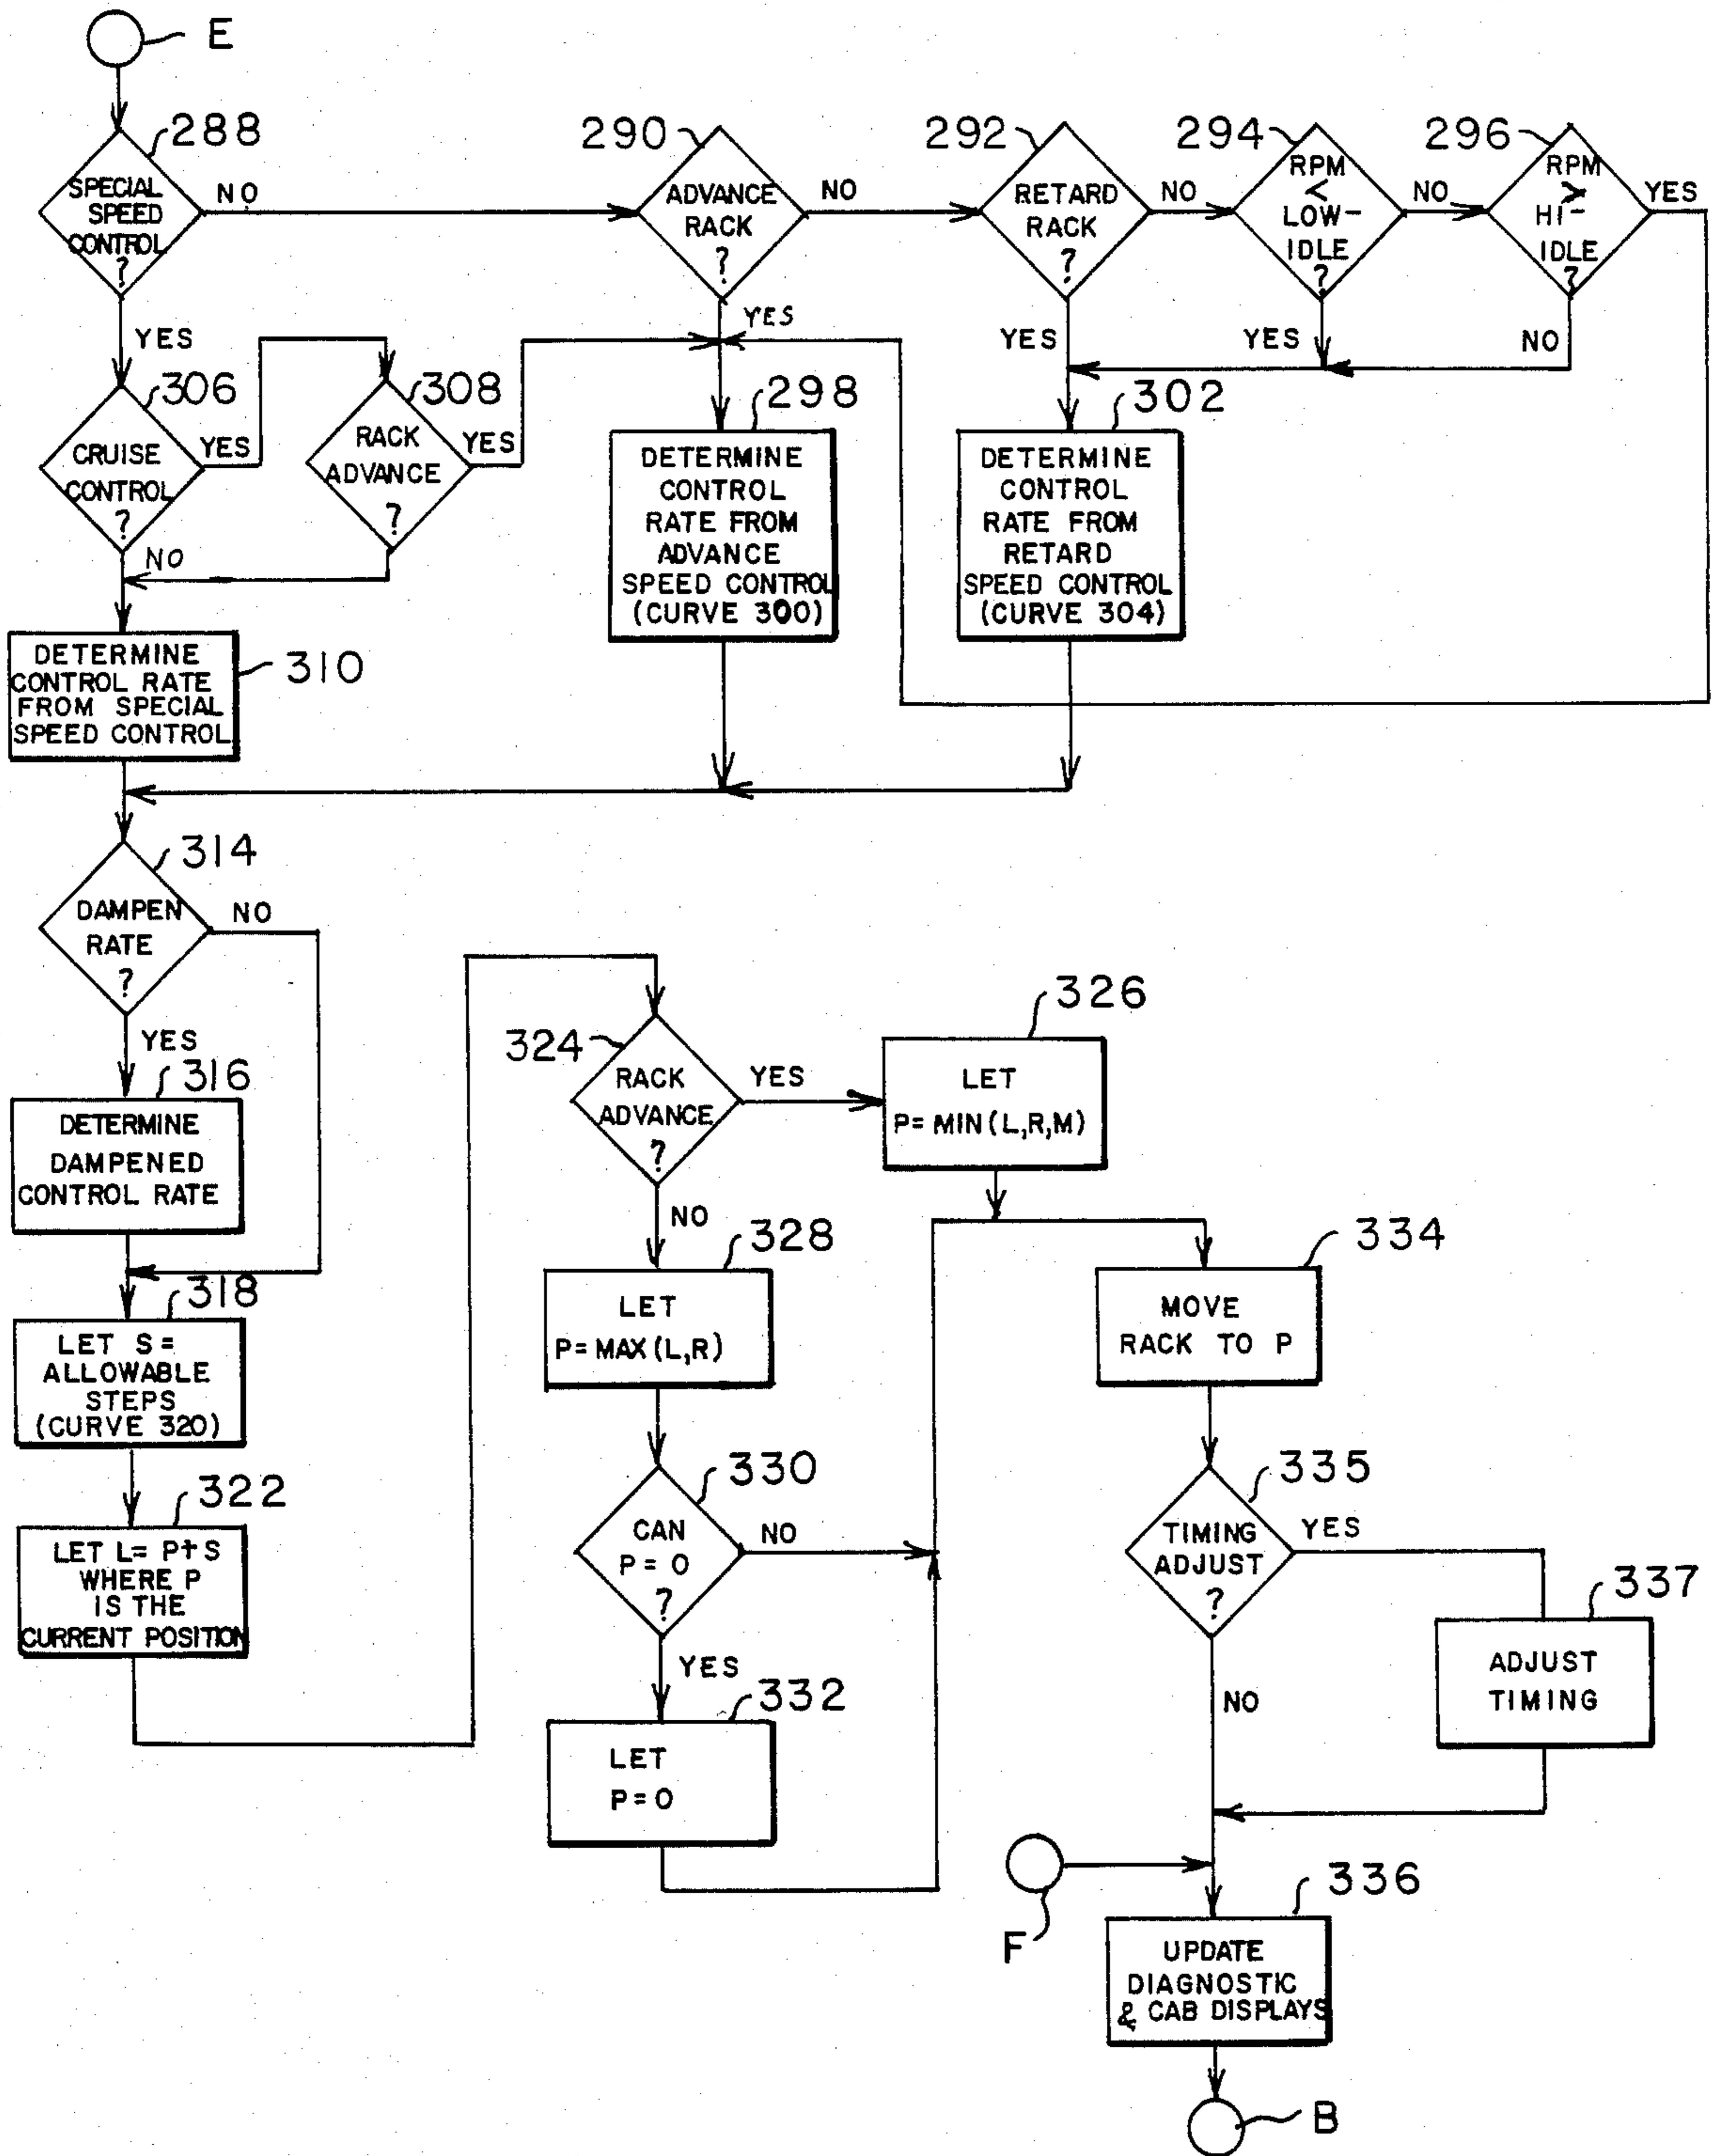 E
288
SPECIAL
SPEED
CONTROL
?
NO
YES
290
ADVANCE
RACK
?
NO
YES
292
RETARD
RACK
?
NO
YES
294
RPM
<
LOW-
IDLE
?
NO
YES
296
RPM
>
HI-
IDLE
?
YES
NO
306
CRUISE
CONTROL
?
YES
NO
308
RACK
ADVANCE
?
YES
298
DETERMINE
CONTROL
RATE FROM
ADVANCE
SPEED CONTROL
(CURVE 300)
302
DETERMINE
CONTROL
RATE FROM
RETARD
SPEED CONTROL
(CURVE 304)
310
DETERMINE
CONTROL RATE
FROM SPECIAL
SPEED CONTROL
314
DAMPEN
RATE
?
NO
YES
316
DETERMINE
DAMPENED
CONTROL RATE
318
LET S=
ALLOWABLE
STEPS
(CURVE 320)
322
LET L= P+S
WHERE P
IS THE
CURRENT POSITION
324
RACK
ADVANCE
?
YES
NO
326
LET
P=MIN(L,R,M)
328
LET
P=MAX(L,R)
330
CAN
P=0
?
NO
YES
332
LET
P=0
334
MOVE
RACK TO P
335
TIMING
ADJUST
?
YES
NO
337
ADJUST
TIMING
F
336
UPDATE
DIAGNOSTIC
& CAB DISPLAYS
B